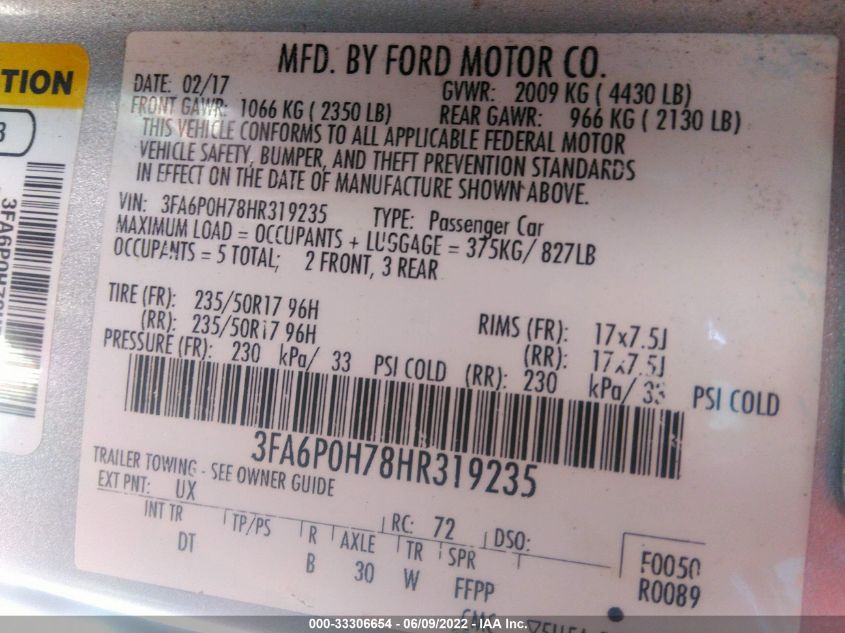 TION
MFD. BY FORD MOTOR CO.
DATE: 02/17 GVWR: 2009 KG ( 4430 LB)
FRONT GAWR: 1066 KG ( 2350 LB) REAR GAWR: 966 KG ( 2130 LB)
THIS VEHICLE CONFORMS TO ALL APPLICABLE FEDERAL MOTOR
VEHICLE SAFETY, BUMPER, AND THEFT PREVENTION STANDARDS
IN EFFECT ON THE DATE OF MANUFACTURE SHOWN ABOVE.
VIN: 3FA6P0H78HR319235 TYPE: Passenger Car
MAXIMUM LOAD = OCCUPANTS + LUGGAGE = 375KG/ 827LB
OCCUPANTS = 5 TOTAL; 2 FRONT, 3 REAR
TIRE (FR): 235/50R17 96H RIMS (FR): 17x7.5J
(RR): 235/50R17 96H (RR): 17x7.5J
PRESSURE (FR): 230 kPa/ 33 PSI COLD (RR): 230 kPa/ 33 PSI COLD
3FA6P0H78HR319235
TRAILER TOWING - SEE OWNER GUIDE
EXT PNT: UX RC: 72 DSO:
INT TR TP/PS R AXLE TR SPR
DT B 30 W FFPP
F0050
R0089
000-33306654 - 06/09/2022 - IAA Inc.